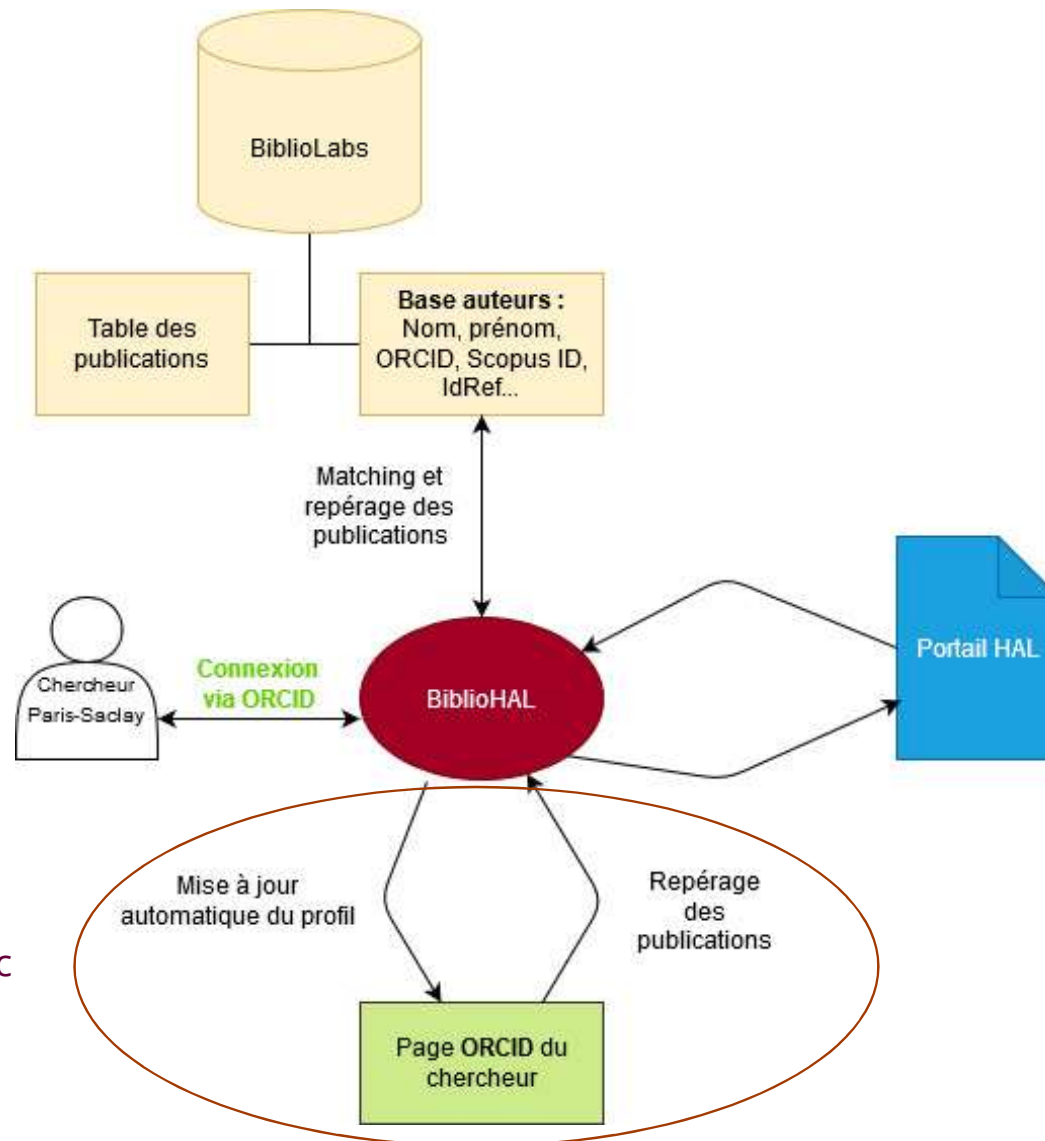 BiblioLabs
Table des
publications
Base auteurs :
Nom, prénom,
ORCID, Scopus ID,
IdRef...
Matching et
repérage des
publications
Chercheur
Paris-Saclay
Connexion
via ORCID
BiblioHAL
Portail HAL
Mise à jour
automatique du profil
Repérage
des
publications
c
Page ORCID du
chercheur